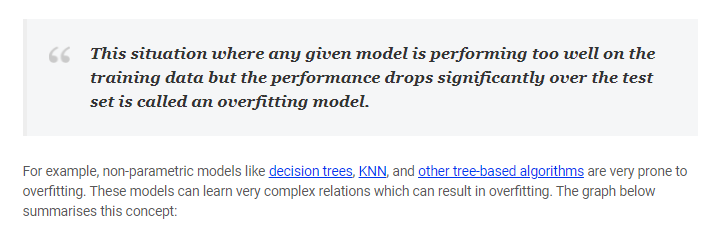 This situation where any given model is performing too well on the
training data but the performance drops significantly over the test
set is called an overfitting model.
For example, non-parametric models like decision trees, KNN, and other tree-based algorithms are very prone to
overfitting. These models can learn very complex relations which can result in overfitting. The graph below
summarises this concept: